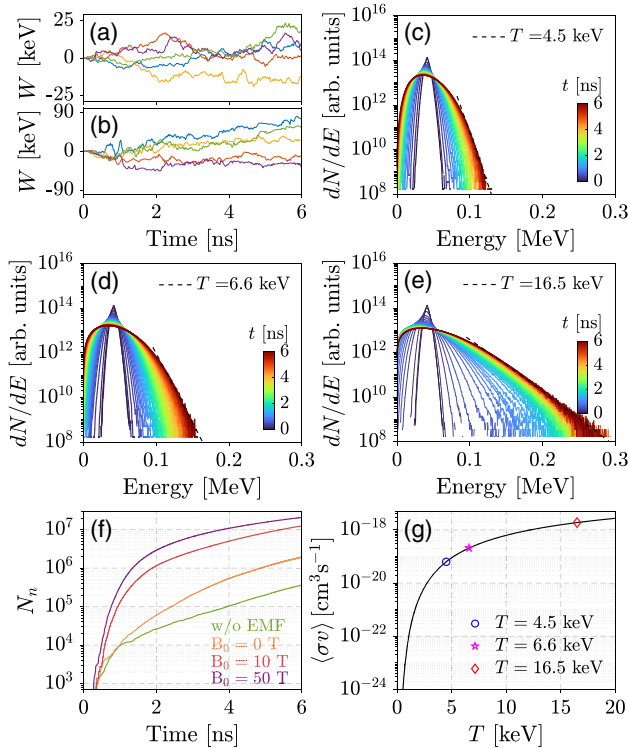 (a)
W [keV]
25
0
-25
(b)
W [keV]
90
0
-90
0 2 4 6
Time [ns]
(c)
dN/dE [arb. units]
10^16
10^14
10^12
10^10
10^8
T =4.5 keV
t [ns]
6
4
2
0
0 0.1 0.2 0.3
Energy [MeV]
(d)
dN/dE [arb. units]
10^16
10^14
10^12
10^10
10^8
T =6.6 keV
t [ns]
6
4
2
0
0 0.1 0.2 0.3
Energy [MeV]
(e)
dN/dE [arb. units]
10^16
10^14
10^12
10^10
10^8
T =16.5 keV
t [ns]
6
4
2
0
0 0.1 0.2 0.3
Energy [MeV]
(f)
N_n
10^7
10^6
10^5
10^4
10^3
w/o EMF
B_0 = 0 T
B_0 = 10 T
B_0 = 50 T
0 2 4 6
Time [ns]
(g)
⟨σv⟩ [cm^3s^-1]
10^-18
10^-20
10^-22
10^-24
T = 4.5 keV
T = 6.6 keV
T = 16.5 keV
0 5 10 15 20
T [keV]